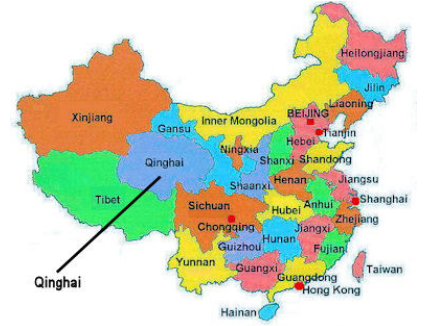 Heilongjiang
Jilin
Liaoning
Inner Mongolia
BEIJING
Tianjin
Hebei
Xinjiang
Gansu
Ningxia
Shanxi
Shandong
Qinghai
Shaanxi
Henan
Jiangsu
Tibet
Sichuan
Hubei
Anhui
Shanghai
Chongqing
Zhejiang
Hunan
Jiangxi
Guizhou
Fujian
Yunnan
Guangxi
Guangdong
Taiwan
Hong Kong
Hainan
Qinghai